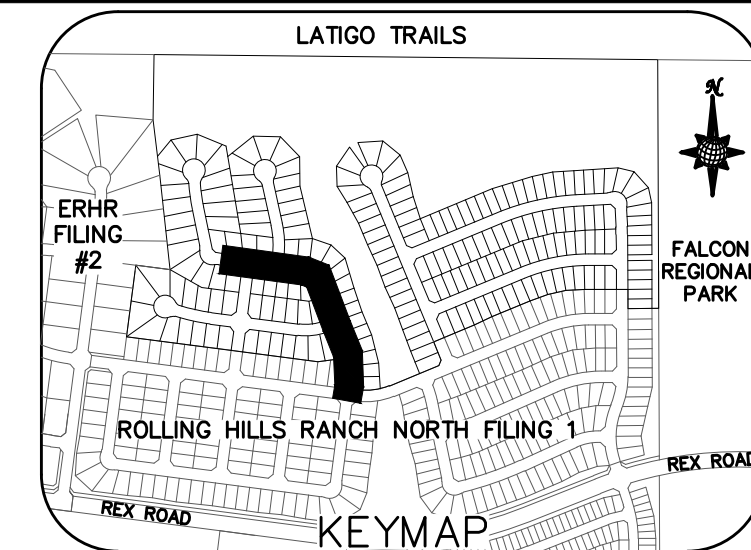 LATIGO TRAILS
N
ERHR
FILING
#2
FALCON
REGIONAL
PARK
ROLLING HILLS RANCH NORTH FILING 1
REX ROAD
REX ROAD
KEYMAP